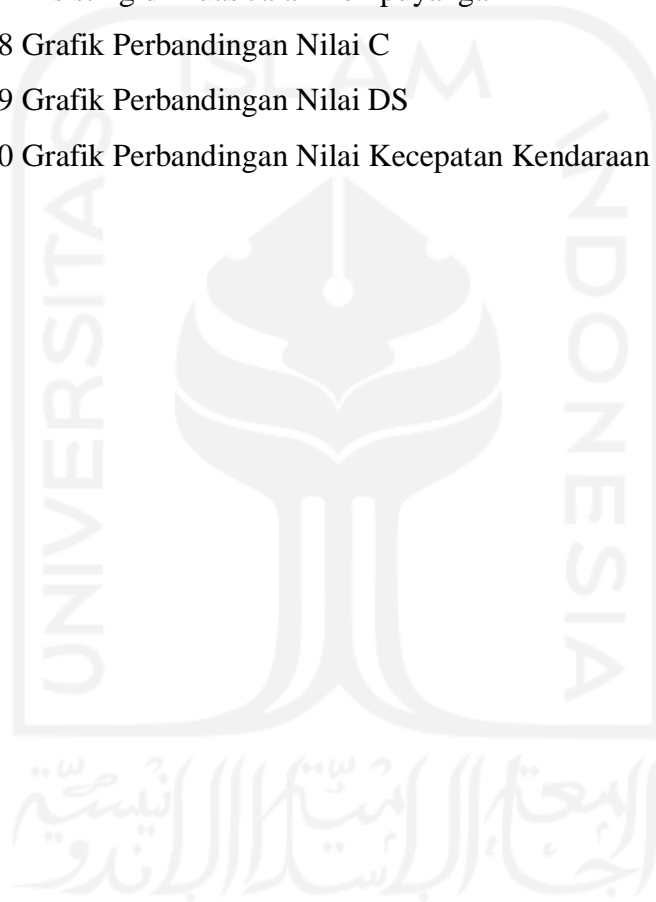 8 Grafik Perbandingan Nilai C
9 Grafik Perbandingan Nilai DS
0 Grafik Perbandingan Nilai Kecepatan Kendaraan
ISLAM
UNIVERSITAS
INDONESIA